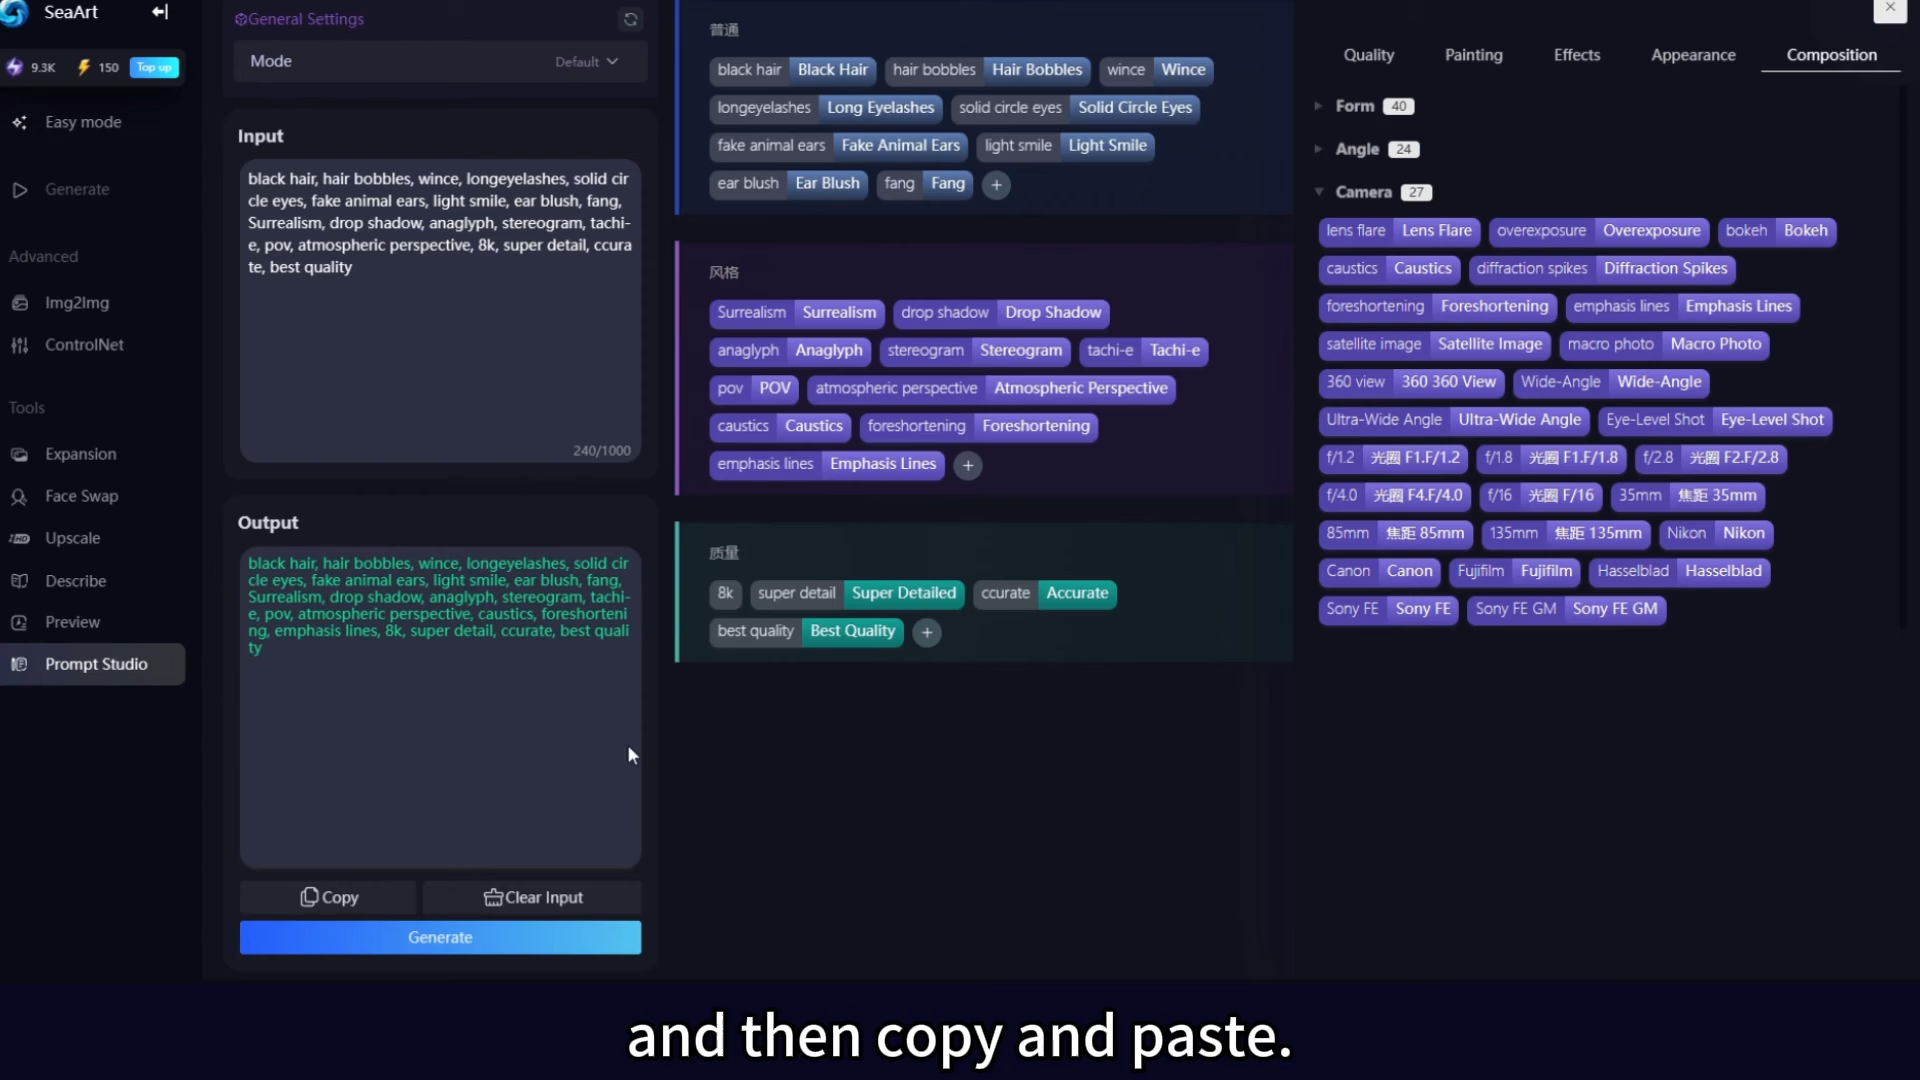 SeaArt
9.3K 150 Top up
Easy mode
Generate
Advanced
Img2Img
ControlNet
Tools
Expansion
Face Swap
Upscale
Describe
Preview
Prompt Studio
General Settings
Mode Default
Input
black hair, hair bobbles, wince, longeyelashes, solid cir
cle eyes, fake animal ears, light smile, ear blush, fang,
Surrealism, drop shadow, anaglyph, stereogram, tachi-
e, pov, atmospheric perspective, 8k, super detail, ccura
te, best quality
240/1000
Output
black hair, hair bobbles, wince, longeyelashes, solid cir
cle eyes, fake animal ears, light smile, ear blush, fang,
Surrealism, drop shadow, anaglyph, stereogram, tachi-
e, pov, atmospheric perspective, caustics, foreshorteni
ng, emphasis lines, 8k, super detail, ccurate, best quali
ty
Copy Clear Input
Generate
普通
black hair Black Hair hair bobbles Hair Bobbles wince Wince
longeyelashes Long Eyelashes solid circle eyes Solid Circle Eyes
fake animal ears Fake Animal Ears light smile Light Smile
ear blush Ear Blush fang Fang +
风格
Surrealism Surrealism drop shadow Drop Shadow
anaglyph Anaglyph stereogram Stereogram tachi-e Tachi-e
pov POV atmospheric perspective Atmospheric Perspective
caustics Caustics foreshortening Foreshortening
emphasis lines Emphasis Lines +
质量
8k super detail Super Detailed ccurate Accurate
best quality Best Quality +
Quality Painting Effects Appearance Composition
Form 40
Angle 24
Camera 27
lens flare Lens Flare overexposure Overexposure bokeh Bokeh
caustics Caustics diffraction spikes Diffraction Spikes
foreshortening Foreshortening emphasis lines Emphasis Lines
satellite image Satellite Image macro photo Macro Photo
360 view 360 360 View Wide-Angle Wide-Angle
Ultra-Wide Angle Ultra-Wide Angle Eye-Level Shot Eye-Level Shot
f/1.2 光圈 F1.F/1.2 f/1.8 光圈 F1.F/1.8 f/2.8 光圈 F2.F/2.8
f/4.0 光圈 F4.F/4.0 f/16 光圈 F/16 35mm 焦距 35mm
85mm 焦距 85mm 135mm 焦距 135mm Nikon Nikon
Canon Canon Fujifilm Fujifilm Hasselblad Hasselblad
Sony FE Sony FE Sony FE GM Sony FE GM
and then copy and paste.